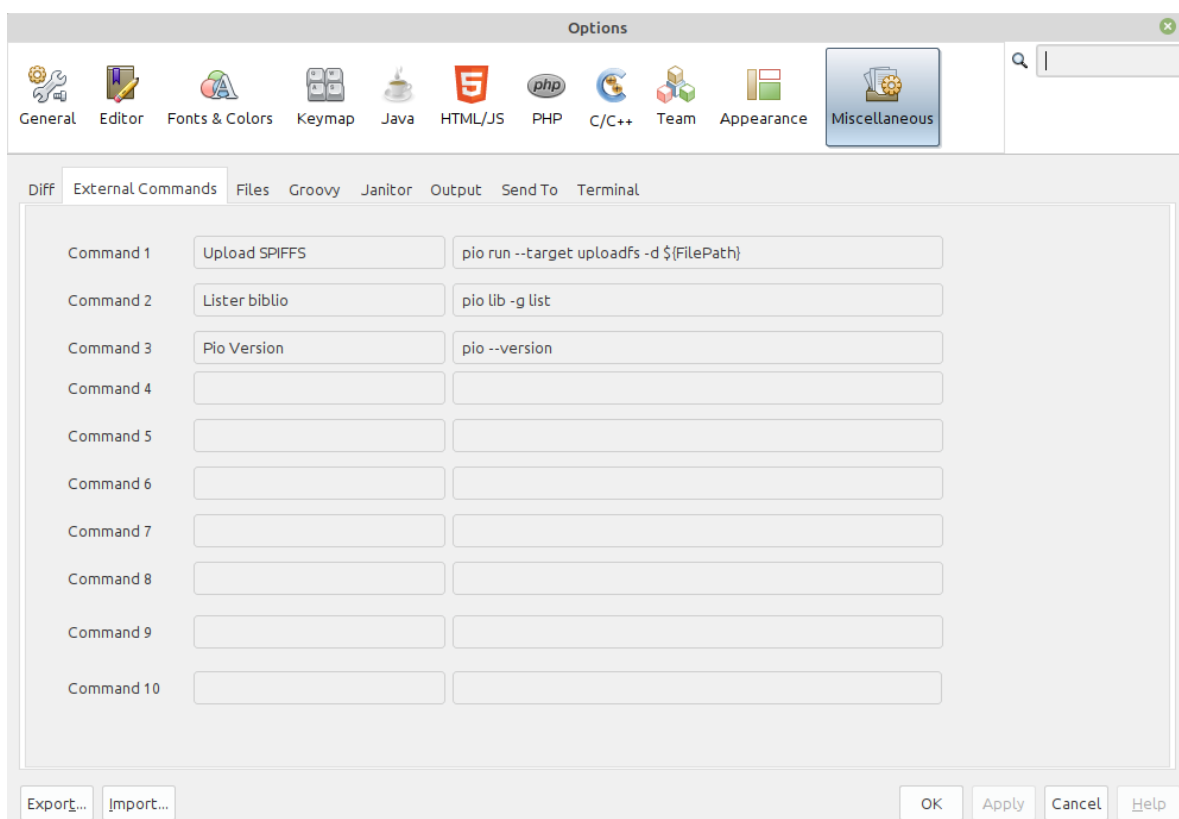 Options
General Editor Fonts & Colors Keymap Java HTML/JS PHP C/C++ Team Appearance Miscellaneous
Diff External Commands Files Groovy Janitor Output Send To Terminal
Command 1 Upload SPIFFS pio run --target uploadfs -d ${FilePath}
Command 2 Lister biblio pio lib -g list
Command 3 Pio Version pio --version
Command 4
Command 5
Command 6
Command 7
Command 8
Command 9
Command 10
Export... Import... OK Apply Cancel Help